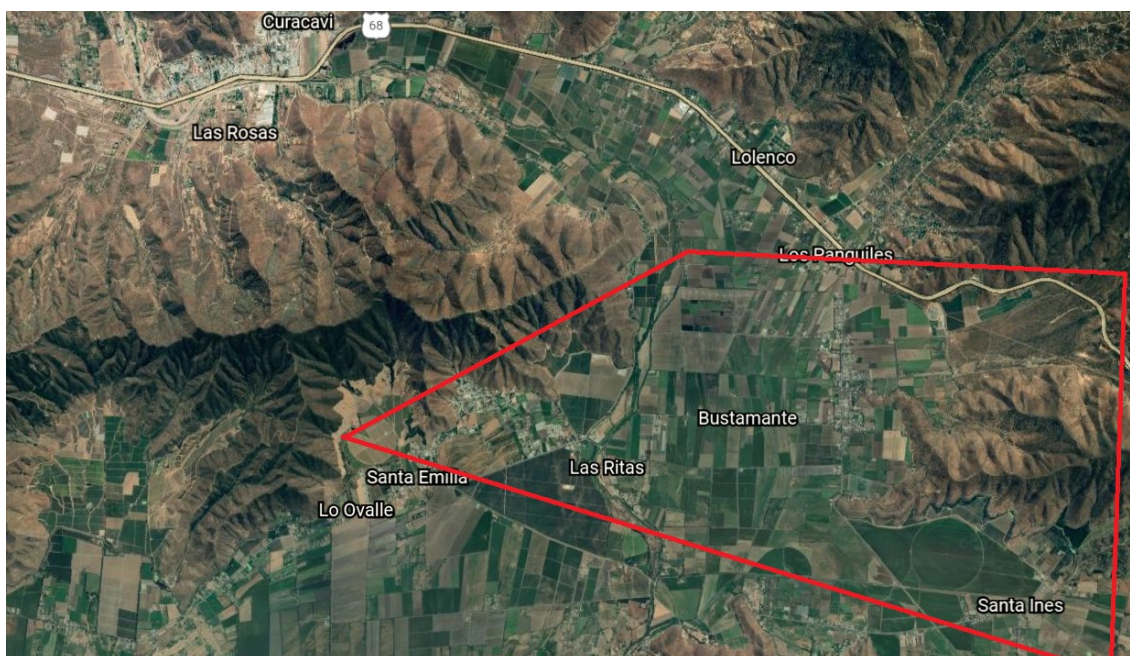 Curacavi
68
Las Rosas
Lolenco
Los Panguiles
Bustamante
Las Ritas
Santa Emilia
Lo Ovalle
Santa Ines